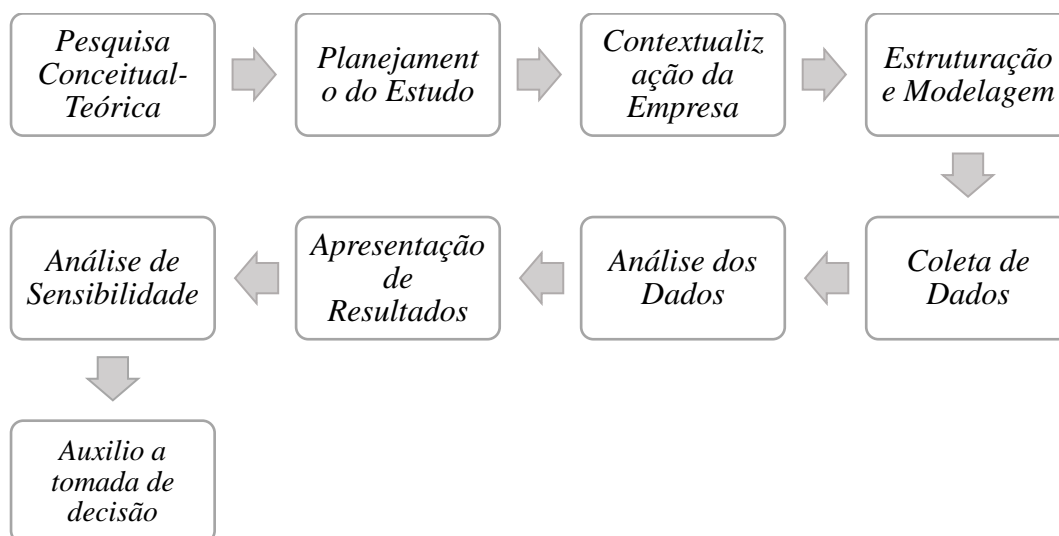 Pesquisa
Conceitual-
Teórica
Planejament
o do Estudo
Contextualiz
ação da
Empresa
Estruturação
e Modelagem
Coleta de
Dados
Análise dos
Dados
Apresentação
de
Resultados
Análise de
Sensibilidade
Auxilio a
tomada de
decisão